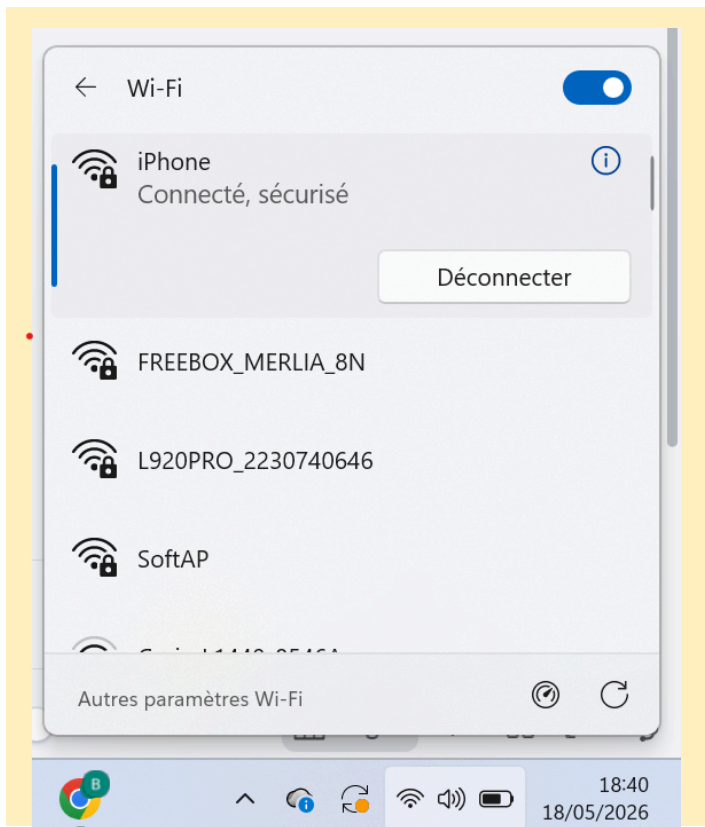 Wi-Fi
iPhone
Connecté, sécurisé
Déconnecter
FREEBOX_MERLIA_8N
L920PRO_2230740646
SoftAP
Autres paramètres Wi-Fi
B
18:40
18/05/2026